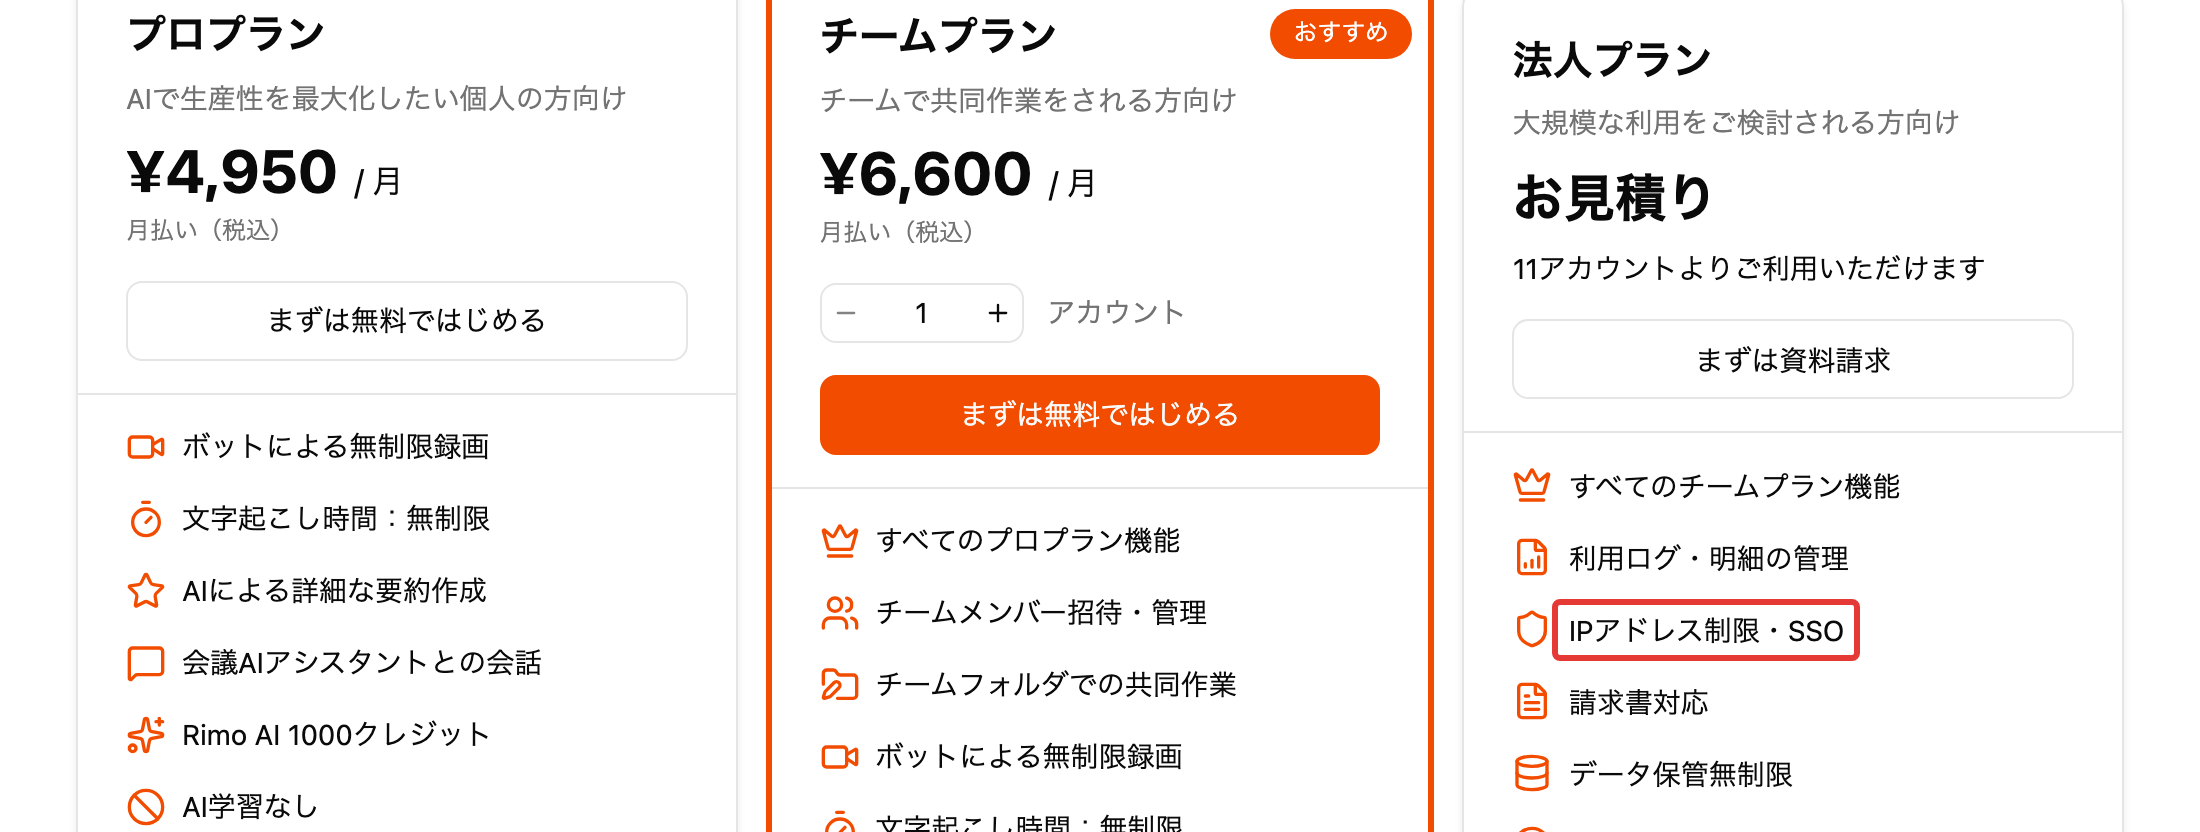 プロプラン
AIで生産性を最大化したい個人の方向け
¥4,950 / 月
月払い（税込）
まずは無料ではじめる
ボットによる無制限録画
文字起こし時間：無制限
AIによる詳細な要約作成
会議AIアシスタントとの会話
Rimo AI 1000クレジット
AI学習なし
チームプラン
おすすめ
チームで共同作業をされる方向け
¥6,600 / 月
月払い（税込）
1
アカウント
まずは無料ではじめる
すべてのプロプラン機能
チームメンバー招待・管理
チームフォルダでの共同作業
ボットによる無制限録画
文字起こし時間：無制限
法人プラン
大規模な利用をご検討される方向け
お見積り
11アカウントよりご利用いただけます
まずは資料請求
すべてのチームプラン機能
利用ログ・明細の管理
IPアドレス制限・SSO
請求書対応
データ保管無制限